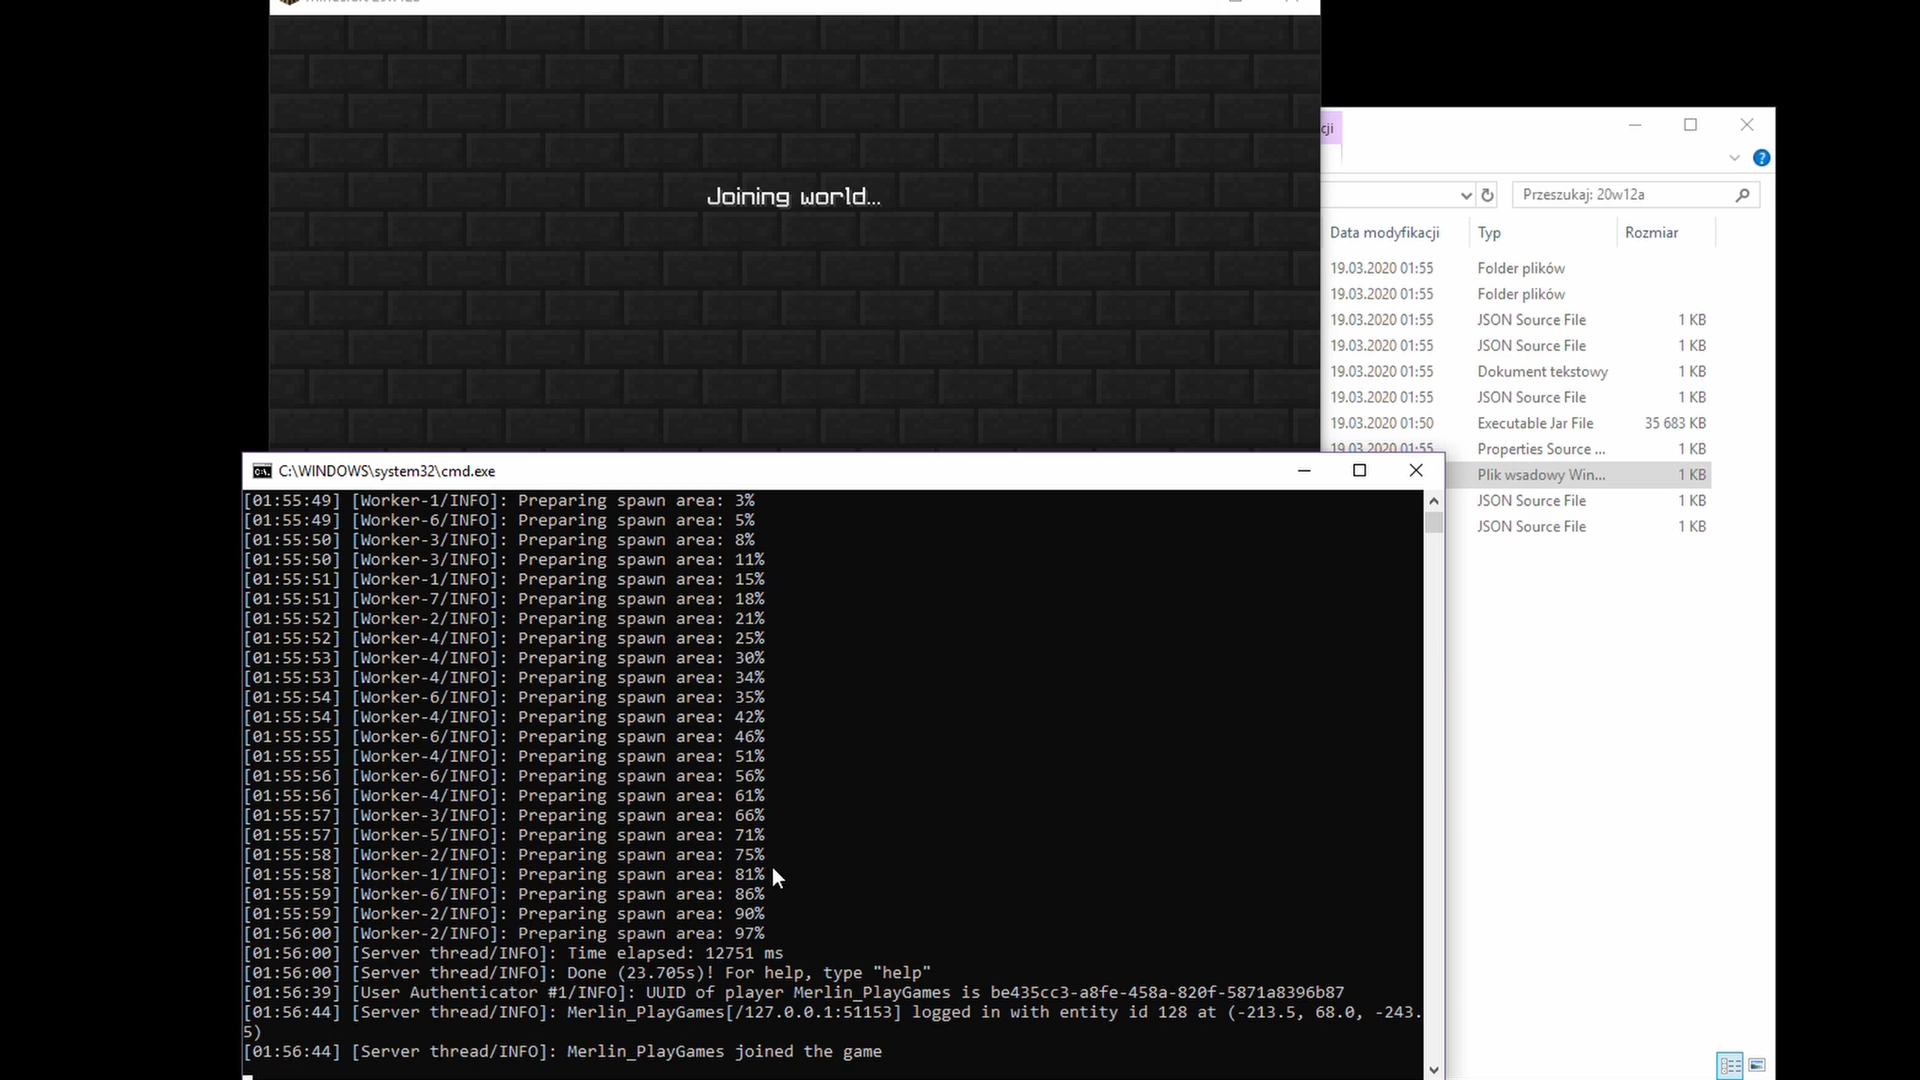 Minecraft 20w12a
Joining world...
cji
?
Przeszukaj: 20w12a
Data modyfikacji Typ Rozmiar
19.03.2020 01:55 Folder plików
19.03.2020 01:55 Folder plików
19.03.2020 01:55 JSON Source File 1 KB
19.03.2020 01:55 JSON Source File 1 KB
19.03.2020 01:55 Dokument tekstowy 1 KB
19.03.2020 01:55 JSON Source File 1 KB
19.03.2020 01:50 Executable Jar File 35 683 KB
19.03.2020 01:55 Properties Source ... 1 KB
Plik wsadowy Win... 1 KB
JSON Source File 1 KB
JSON Source File 1 KB
C:\WINDOWS\system32\cmd.exe
[01:55:49] [Worker-1/INFO]: Preparing spawn area: 3%
[01:55:49] [Worker-6/INFO]: Preparing spawn area: 5%
[01:55:50] [Worker-3/INFO]: Preparing spawn area: 8%
[01:55:50] [Worker-3/INFO]: Preparing spawn area: 11%
[01:55:51] [Worker-1/INFO]: Preparing spawn area: 15%
[01:55:51] [Worker-7/INFO]: Preparing spawn area: 18%
[01:55:52] [Worker-2/INFO]: Preparing spawn area: 21%
[01:55:52] [Worker-4/INFO]: Preparing spawn area: 25%
[01:55:53] [Worker-4/INFO]: Preparing spawn area: 30%
[01:55:53] [Worker-4/INFO]: Preparing spawn area: 34%
[01:55:54] [Worker-6/INFO]: Preparing spawn area: 35%
[01:55:54] [Worker-4/INFO]: Preparing spawn area: 42%
[01:55:55] [Worker-6/INFO]: Preparing spawn area: 46%
[01:55:55] [Worker-4/INFO]: Preparing spawn area: 51%
[01:55:56] [Worker-6/INFO]: Preparing spawn area: 56%
[01:55:56] [Worker-4/INFO]: Preparing spawn area: 61%
[01:55:57] [Worker-3/INFO]: Preparing spawn area: 66%
[01:55:57] [Worker-5/INFO]: Preparing spawn area: 71%
[01:55:58] [Worker-2/INFO]: Preparing spawn area: 75%
[01:55:58] [Worker-1/INFO]: Preparing spawn area: 81%
[01:55:59] [Worker-6/INFO]: Preparing spawn area: 86%
[01:55:59] [Worker-2/INFO]: Preparing spawn area: 90%
[01:56:00] [Worker-2/INFO]: Preparing spawn area: 97%
[01:56:00] [Server thread/INFO]: Time elapsed: 12751 ms
[01:56:00] [Server thread/INFO]: Done (23.705s)! For help, type "help"
[01:56:39] [User Authenticator #1/INFO]: UUID of player Merlin_PlayGames is be435cc3-a8fe-458a-820f-5871a8396b87
[01:56:44] [Server thread/INFO]: Merlin_PlayGames[/127.0.0.1:51153] logged in with entity id 128 at (-213.5, 68.0, -243.
5)
[01:56:44] [Server thread/INFO]: Merlin_PlayGames joined the game